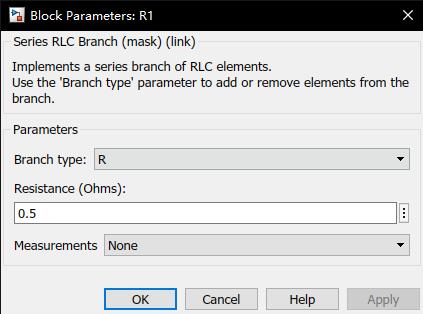 Block Parameters: R1
Series RLC Branch (mask) (link)
Implements a series branch of RLC elements.
Use the 'Branch type' parameter to add or remove elements from the
branch.
Parameters
Branch type: R
Resistance (Ohms):
0.5
Measurements None
OK Cancel Help Apply